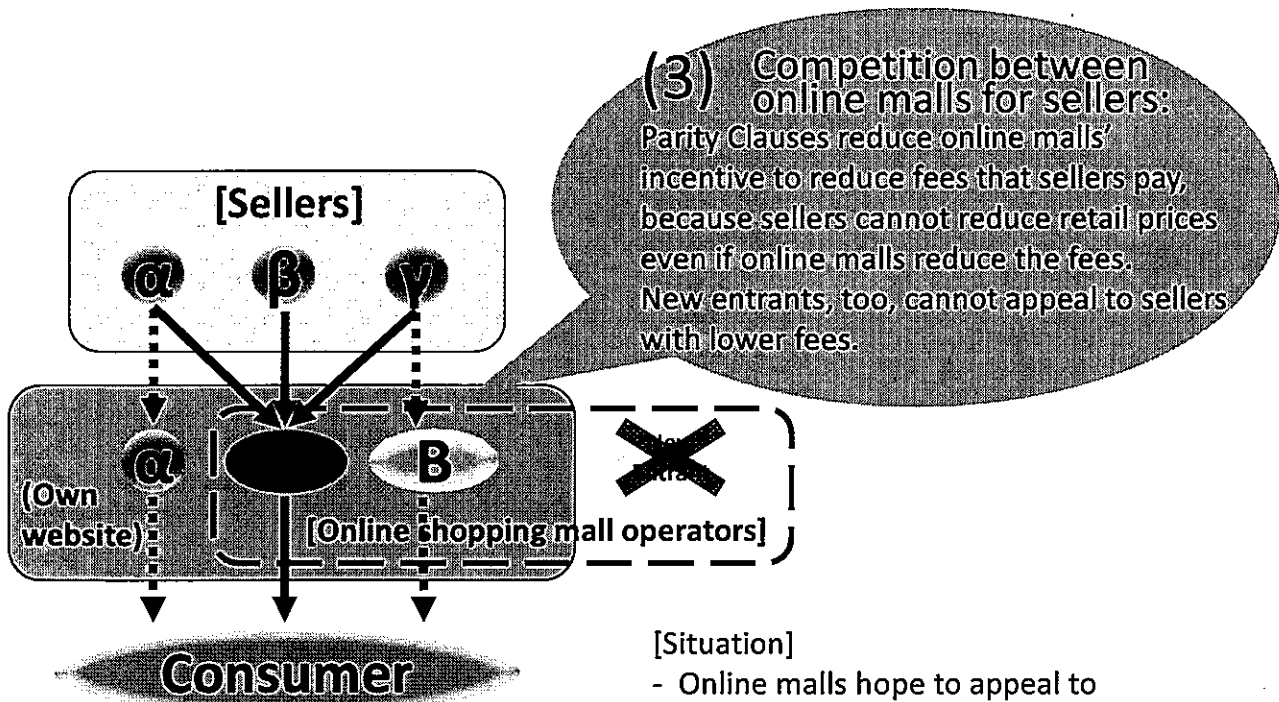 (3) Competition between
online malls for sellers:
Parity Clauses reduce online malls'
incentive to reduce fees that sellers pay,
because sellers cannot reduce retail prices
even if online malls reduce the fees.
New entrants, too, cannot appeal to sellers
with lower fees.
[Sellers]
α β γ
α B
(Own
website)
[Online shopping mall operators]
Consumer
[Situation]
- Online malls hope to appeal to